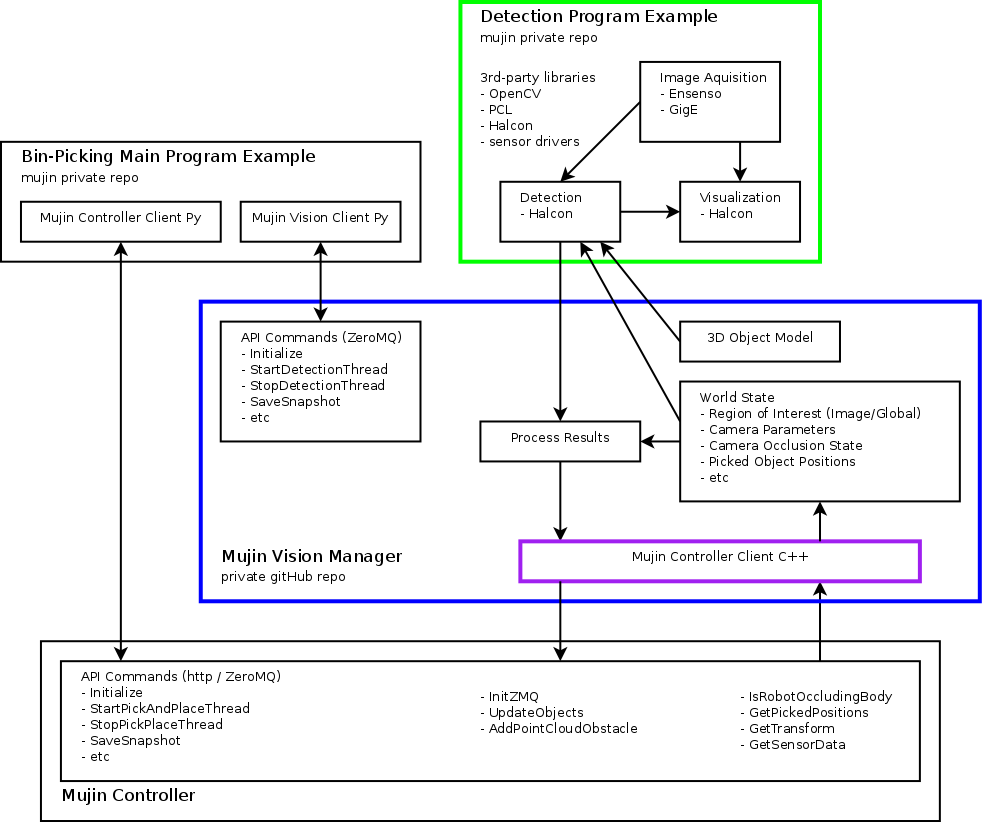 Detection Program Example
mujin private repo
3rd-party libraries
- OpenCV
- PCL
- Halcon
- sensor drivers
Image Aquisition
- Ensenso
- GigE
Detection
- Halcon
Visualization
- Halcon
Bin-Picking Main Program Example
mujin private repo
Mujin Controller Client Py
Mujin Vision Client Py
API Commands (ZeroMQ)
- Initialize
- StartDetectionThread
- StopDetectionThread
- SaveSnapshot
- etc
3D Object Model
World State
- Region of Interest (Image/Global)
- Camera Parameters
- Camera Occlusion State
- Picked Object Positions
- etc
Process Results
Mujin Vision Manager
private gitHub repo
Mujin Controller Client C++
API Commands (http / ZeroMQ)
- Initialize
- StartPickAndPlaceThread
- StopPickPlaceThread
- SaveSnapshot
- etc
- InitZMQ
- UpdateObjects
- AddPointCloudObstacle
- IsRobotOccludingBody
- GetPickedPositions
- GetTransform
- GetSensorData
Mujin Controller